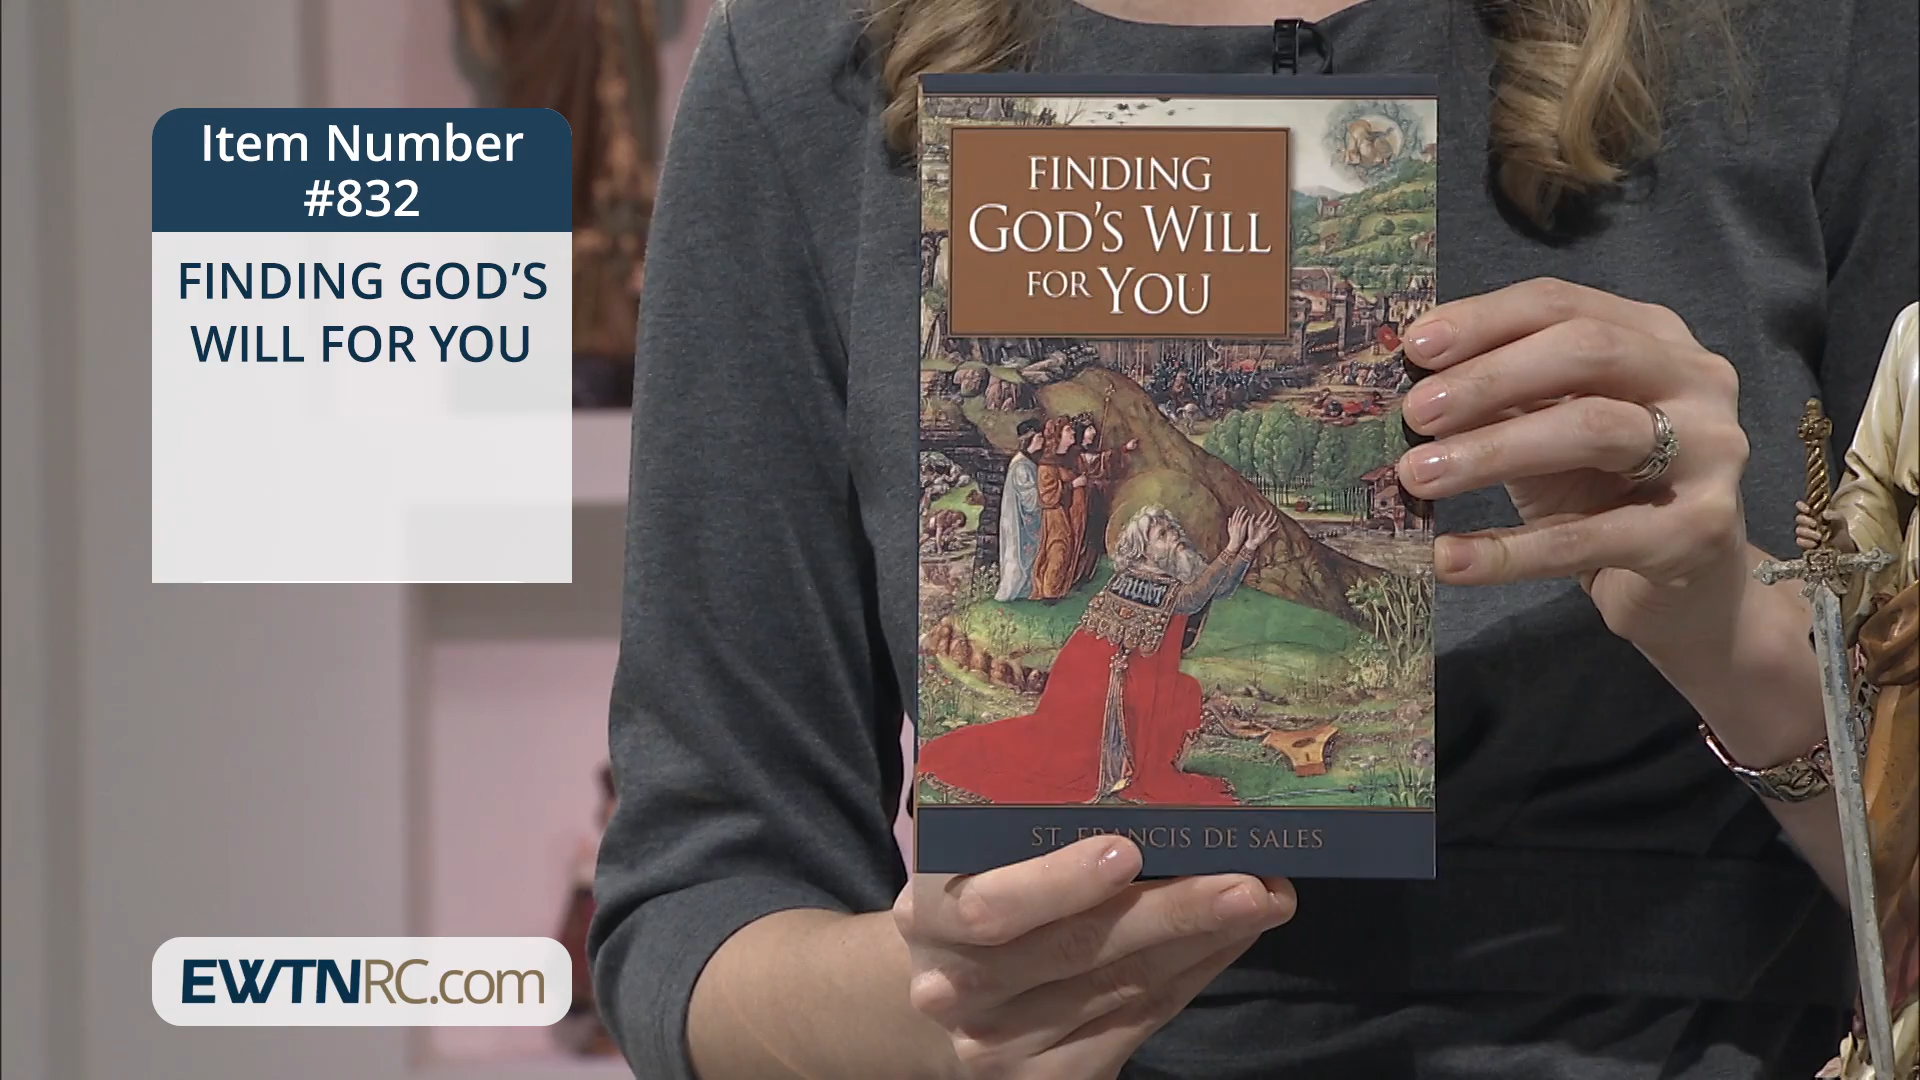 Item Number
#832
FINDING GOD'S
WILL FOR YOU
EWTNRC.com
FINDING
GOD'S WILL
FOR YOU
ST. FRANCIS DE SALES